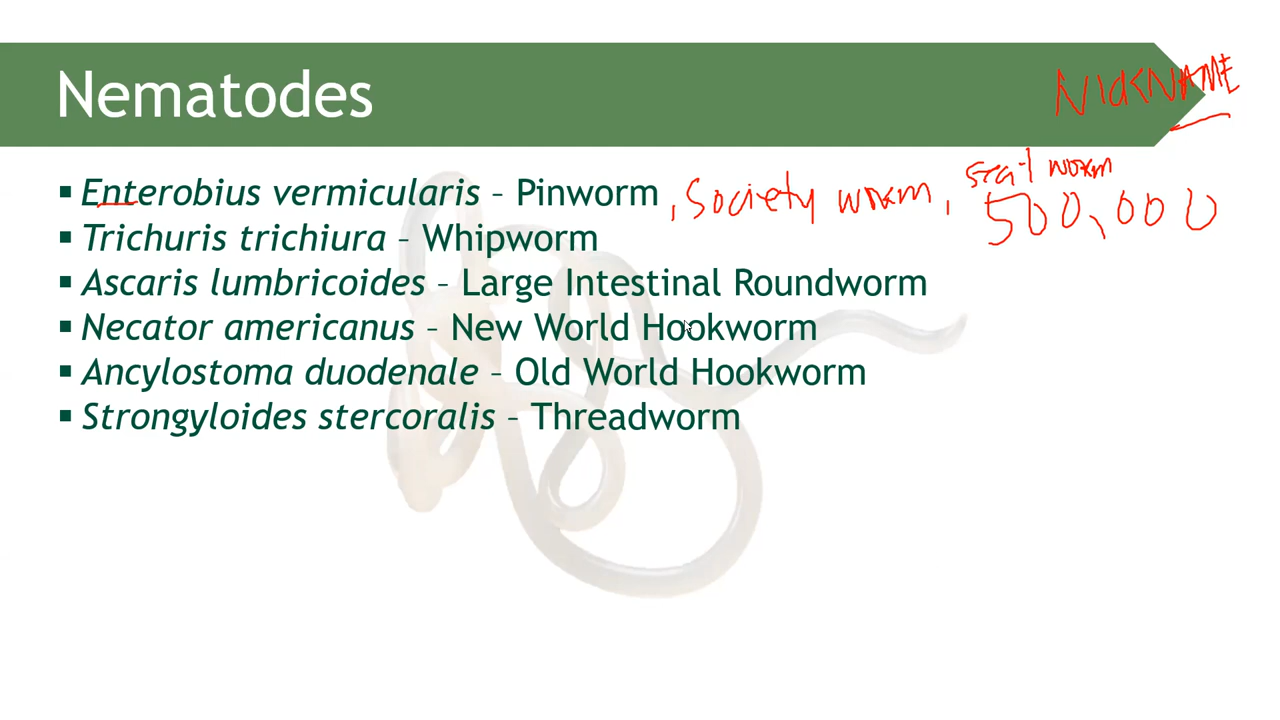 Nematodes
NICKNAME
▪ Enterobius vermicularis – Pinworm , Society worm, seat worm
500,000
▪ Trichuris trichiura – Whipworm
▪ Ascaris lumbricoides – Large Intestinal Roundworm
▪ Necator americanus – New World Hookworm
▪ Ancylostoma duodenale – Old World Hookworm
▪ Strongyloides stercoralis – Threadworm